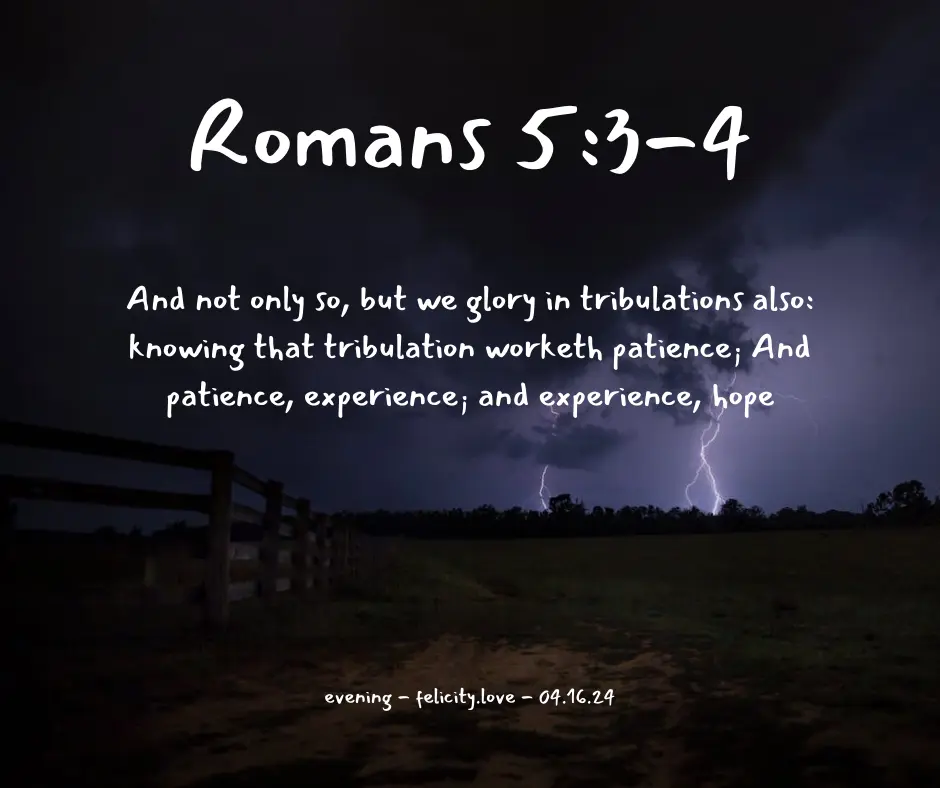 Romans 5:3-4
And not only so, but we glory in tribulations also:
knowing that tribulation worketh patience; And
patience, experience; and experience, hope
evening - felicity.love - 04.16.24